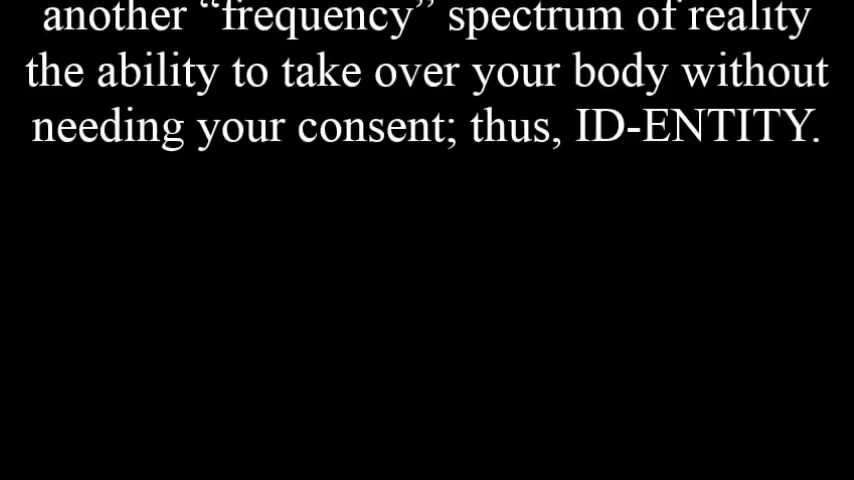 another “frequency” spectrum of reality
the ability to take over your body without
needing your consent; thus, ID-ENTITY.